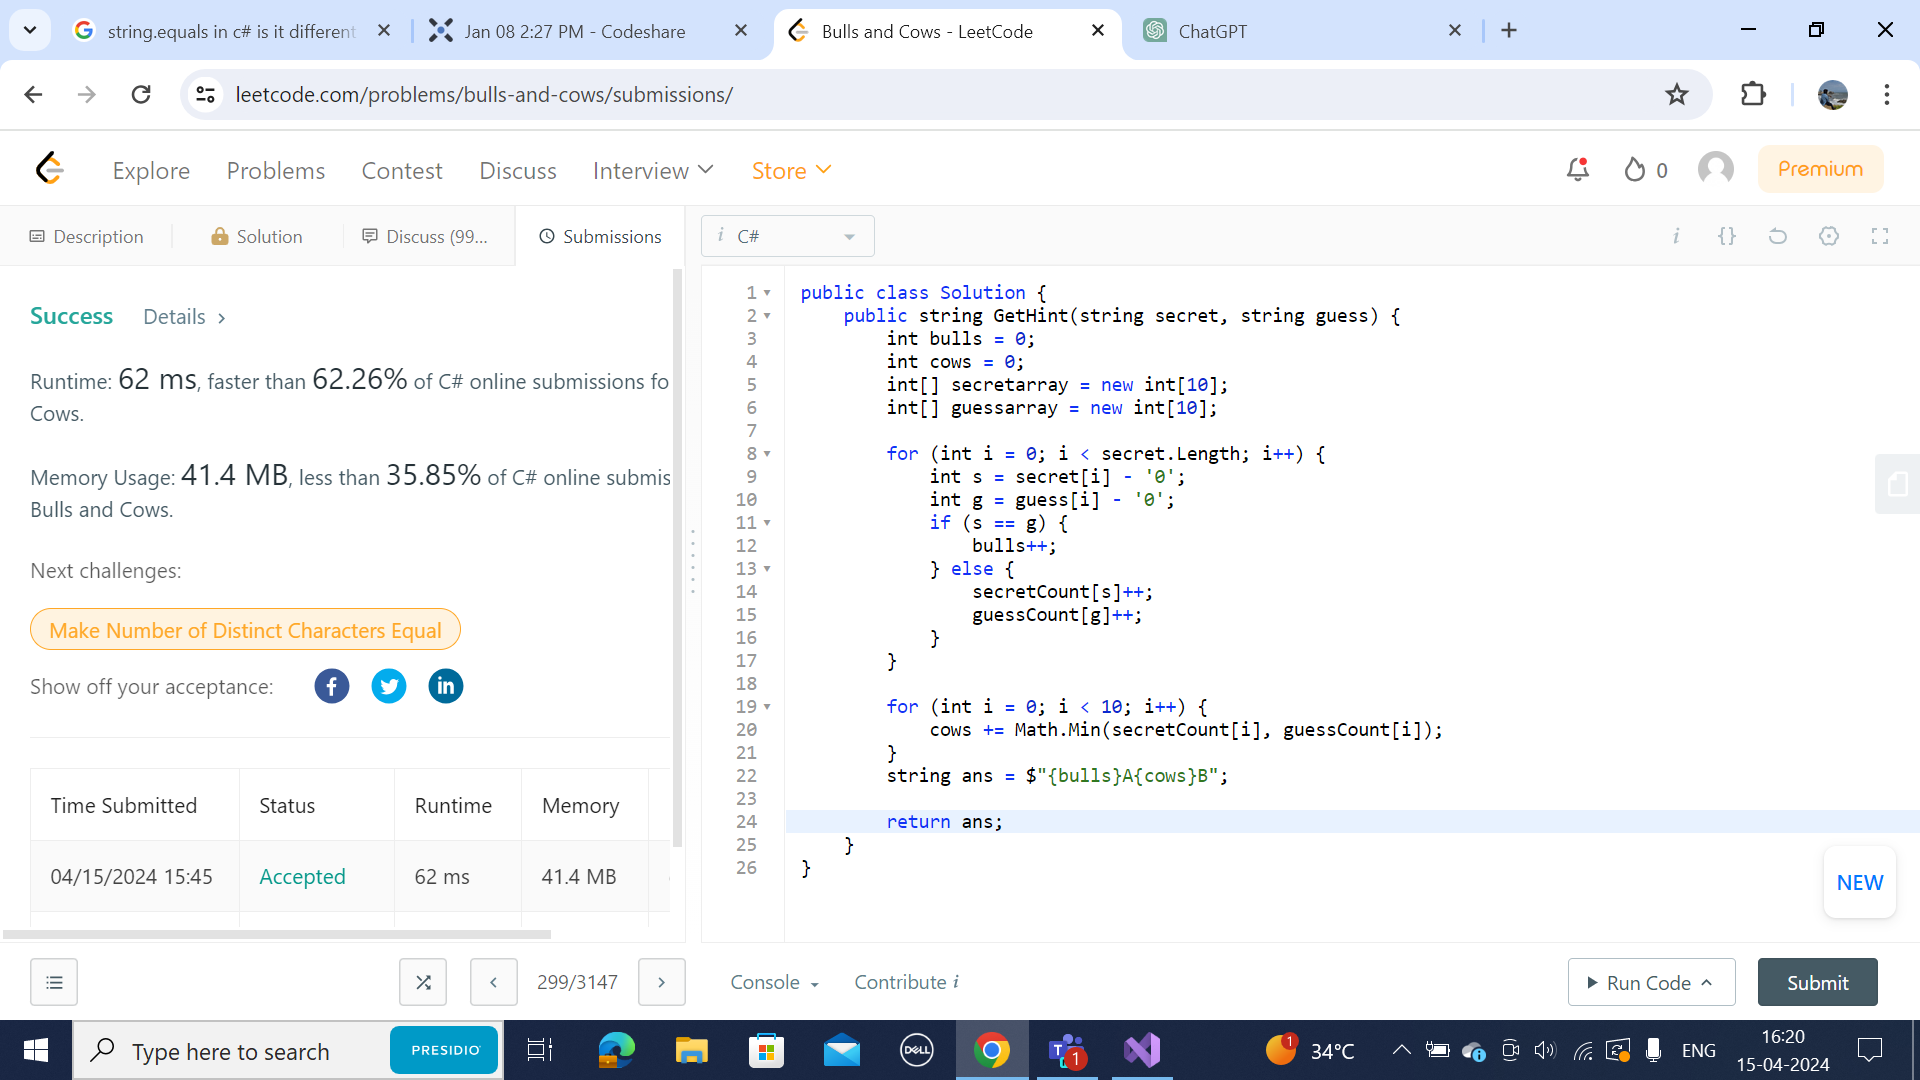 string.equals in c# is it different
Jan 08 2:27 PM - Codeshare
Bulls and Cows - LeetCode
ChatGPT
leetcode.com/problems/bulls-and-cows/submissions/
Explore
Problems
Contest
Discuss
Interview
Store
0
Premium
Description
Solution
Discuss (99...
Submissions
i C#
Success
Details
Runtime: 62 ms, faster than 62.26% of C# online submissions fo
Cows.
Memory Usage: 41.4 MB, less than 35.85% of C# online submis
Bulls and Cows.
Next challenges:
Make Number of Distinct Characters Equal
Show off your acceptance:
Time Submitted
Status
Runtime
Memory
04/15/2024 15:45
Accepted
62 ms
41.4 MB
1 public class Solution {
2 public string GetHint(string secret, string guess) {
3 int bulls = 0;
4 int cows = 0;
5 int[] secretarray = new int[10];
6 int[] guessarray = new int[10];
7
8 for (int i = 0; i < secret.Length; i++) {
9 int s = secret[i] - '0';
10 int g = guess[i] - '0';
11 if (s == g) {
12 bulls++;
13 } else {
14 secretCount[s]++;
15 guessCount[g]++;
16 }
17 }
18
19 for (int i = 0; i < 10; i++) {
20 cows += Math.Min(secretCount[i], guessCount[i]);
21 }
22 string ans = $"{bulls}A{cows}B";
23
24 return ans;
25 }
26 }
NEW
299/3147
Console
Contribute i
Run Code
Submit
Type here to search
PRESIDIO
DELL
1
1
34°C
ENG
16:20
15-04-2024